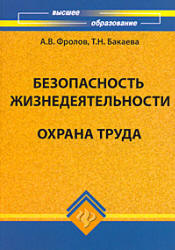 высшее
образование
А.В. Фролов, Т.Н. Бакаева
БЕЗОПАСНОСТЬ
ЖИЗНЕДЕЯТЕЛЬНОСТИ
ОХРАНА ТРУДА